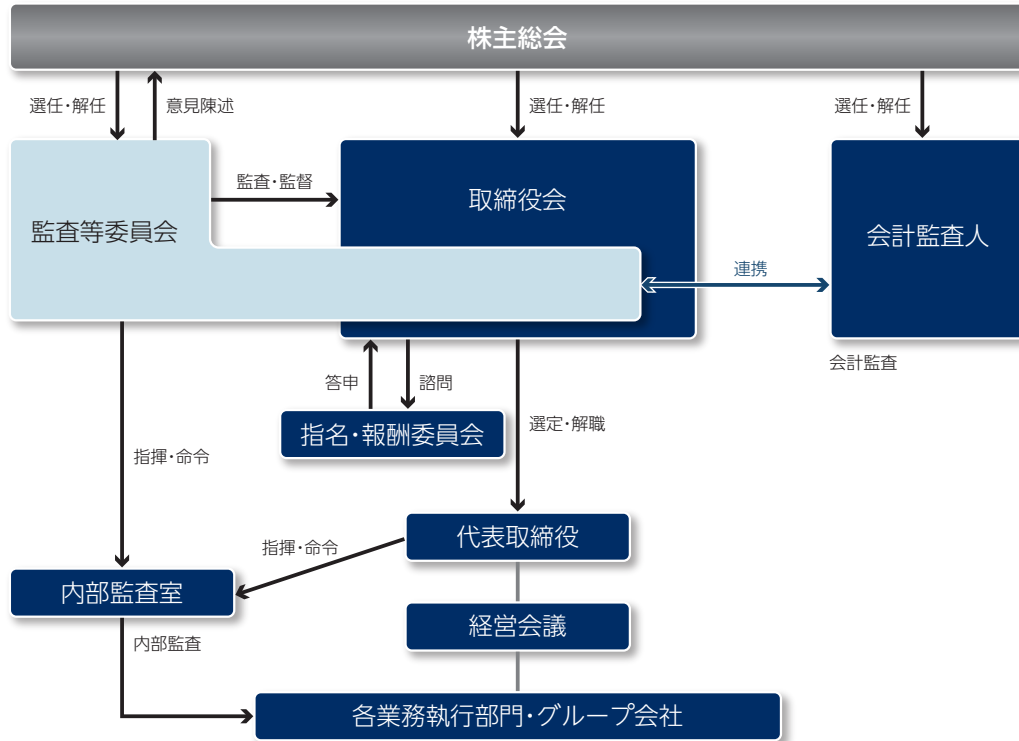 株主総会
選任・解任
意見陳述
選任・解任
選任・解任
監査等委員会
監査・監督
取締役会
会計監査人
連携
会計監査
答申
諮問
指名・報酬委員会
選定・解職
指揮・命令
代表取締役
指揮・命令
内部監査室
経営会議
内部監査
各業務執行部門・グループ会社